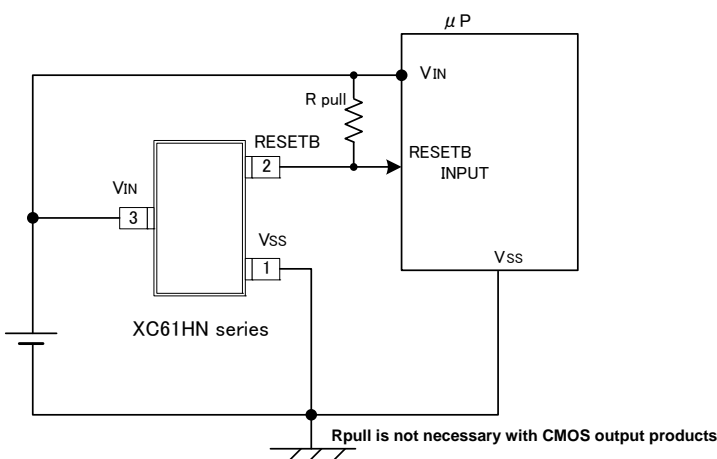 μ P
VIN
R pull
RESETB
2
RESETB
INPUT
VIN
3
VSS
1
VSS
XC61HN series
Rpull is not necessary with CMOS output products